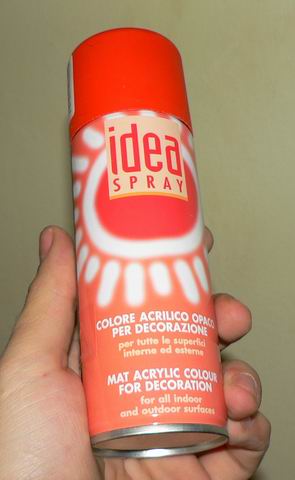 idea
SPRAY
COLORE ACRILICO OPACO
PER DECORAZIONE
per tutte le superfici
interne ed esterne
MAT ACRYLIC COLOUR
FOR DECORATION
for all indoor
and outdoor surfaces